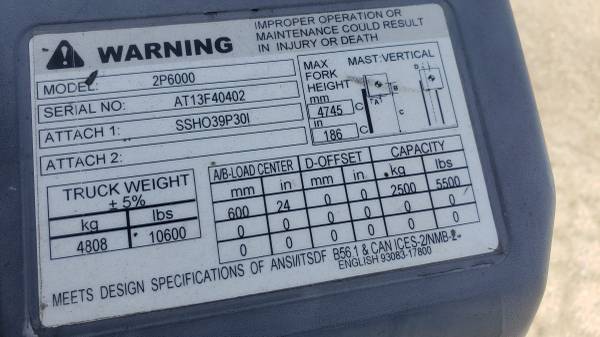 WARNING
IMPROPER OPERATION OR
MAINTENANCE COULD RESULT
IN INJURY OR DEATH
MODEL: 2P6000
SERIAL NO: AT13F40402
ATTACH 1: SSHO39P30I
ATTACH 2:
MAX
FORK
HEIGHT
mm
4745 C
in
186 C
MAST: VERTICAL
D
B
A
C
TRUCK WEIGHT
± 5%
kg lbs
4808 10600
A/B-LOAD CENTER D-OFFSET CAPACITY
mm in mm in kg lbs
600 24 0 0 2500 5500
0 0 0 0 0 0
0 0 0 0 0 0
MEETS DESIGN SPECIFICATIONS OF ANSI/ITSDF B56.1 & CAN ICES-2/NMB-2
ENGLISH 93083-17800